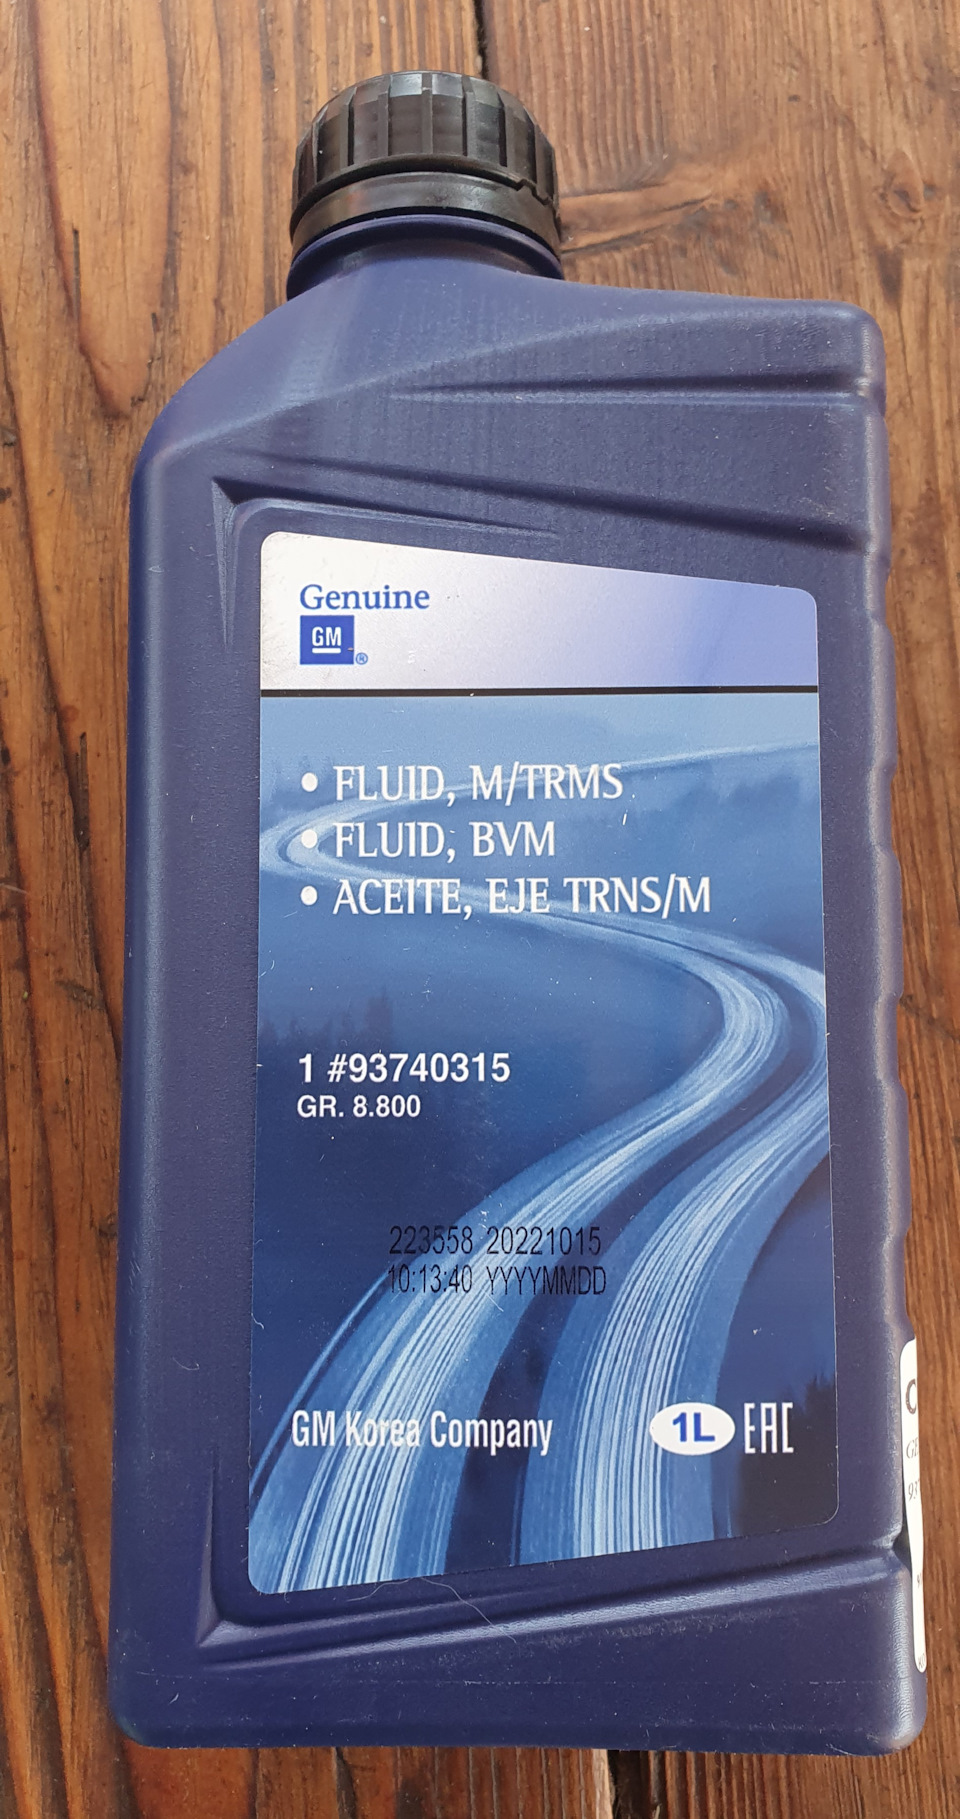 Genuine
GM
®
• FLUID, M/TRMS
• FLUID, BVM
• ACEITE, EJE TRNS/M
1 #93740315
GR. 8.800
223558 20221015
10:13:40 YYYYMMDD
GM Korea Company
1L EAC